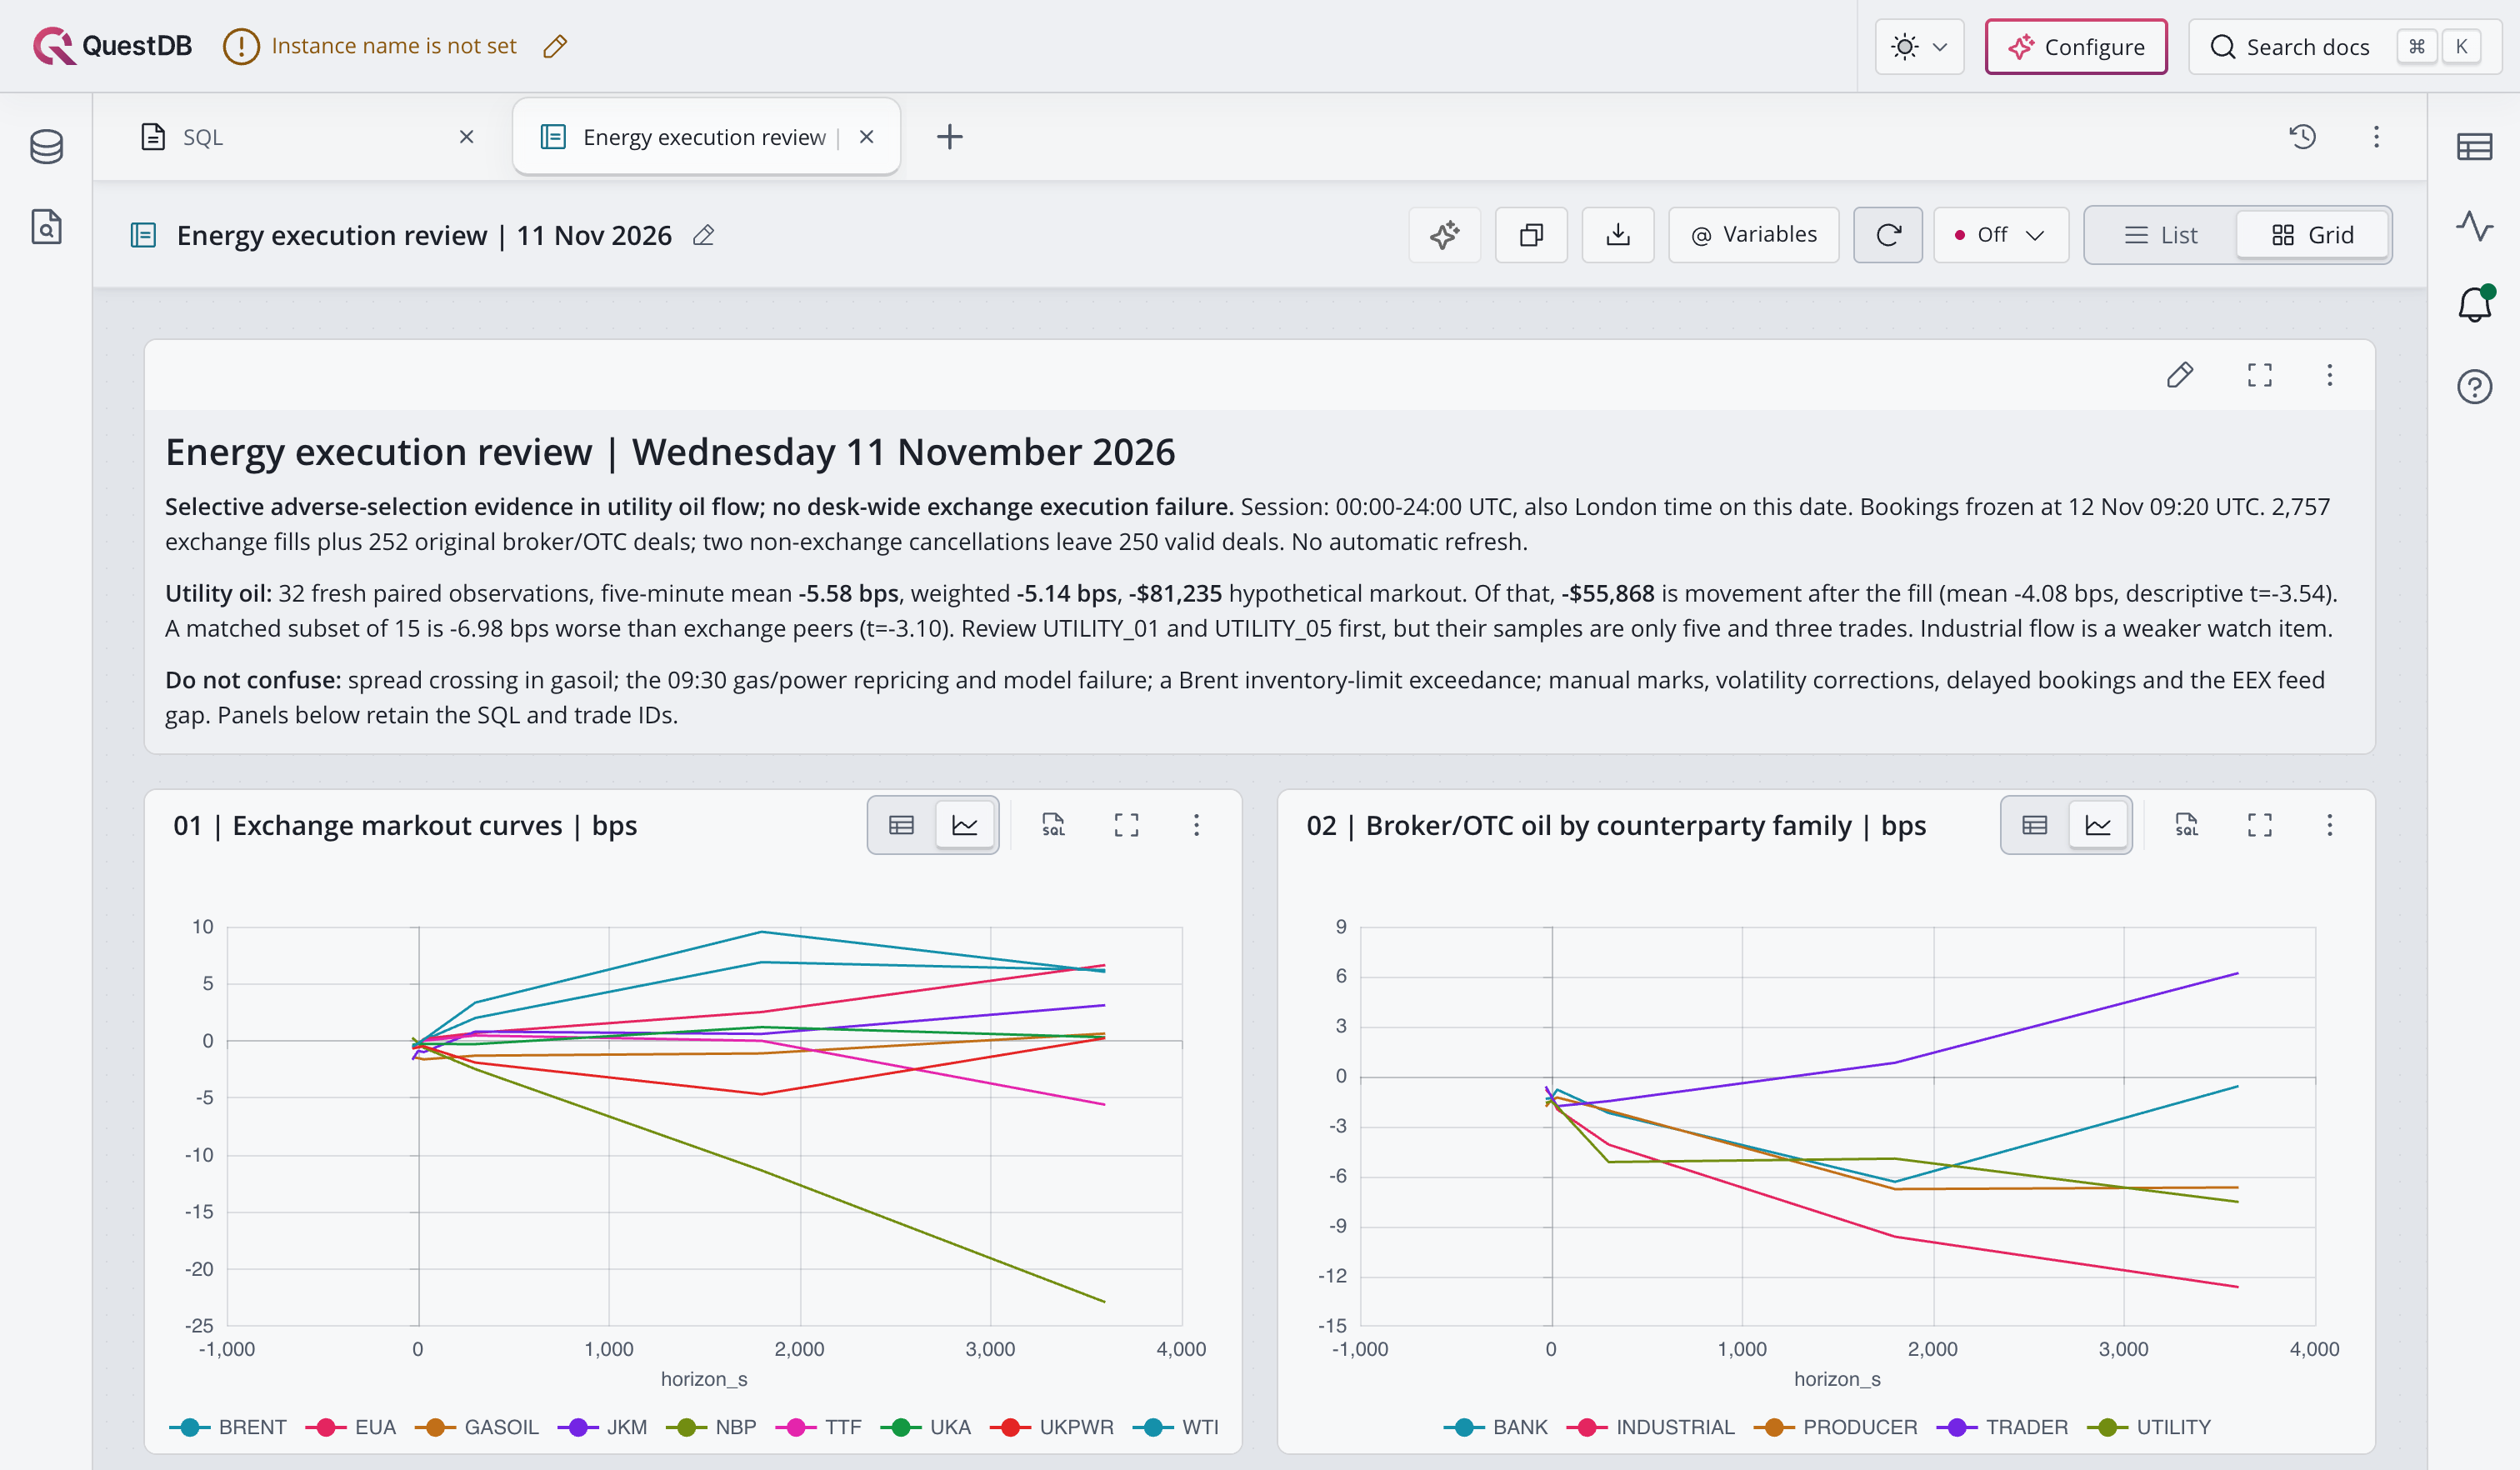 QuestDB
Instance name is not set
Configure
Search docs
⌘ K
SQL
Energy execution review |
Energy execution review | 11 Nov 2026
@ Variables
Off
List
Grid
Energy execution review | Wednesday 11 November 2026
Selective adverse-selection evidence in utility oil flow; no desk-wide exchange execution failure. Session: 00:00-24:00 UTC, also London time on this date. Bookings frozen at 12 Nov 09:20 UTC. 2,757
exchange fills plus 252 original broker/OTC deals; two non-exchange cancellations leave 250 valid deals. No automatic refresh.
Utility oil: 32 fresh paired observations, five-minute mean -5.58 bps, weighted -5.14 bps, -$81,235 hypothetical markout. Of that, -$55,868 is movement after the fill (mean -4.08 bps, descriptive t=-3.54).
A matched subset of 15 is -6.98 bps worse than exchange peers (t=-3.10). Review UTILITY_01 and UTILITY_05 first, but their samples are only five and three trades. Industrial flow is a weaker watch item.
Do not confuse: spread crossing in gasoil; the 09:30 gas/power repricing and model failure; a Brent inventory-limit exceedance; manual marks, volatility corrections, delayed bookings and the EEX feed
gap. Panels below retain the SQL and trade IDs.
01 | Exchange markout curves | bps
SQL
10
5
0
-5
-10
-15
-20
-25
-1,000 0 1,000 2,000 3,000 4,000
horizon_s
BRENT EUA GASOIL JKM NBP TTF UKA UKPWR WTI
02 | Broker/OTC oil by counterparty family | bps
SQL
9
6
3
0
-3
-6
-9
-12
-15
-1,000 0 1,000 2,000 3,000 4,000
horizon_s
BANK INDUSTRIAL PRODUCER TRADER UTILITY